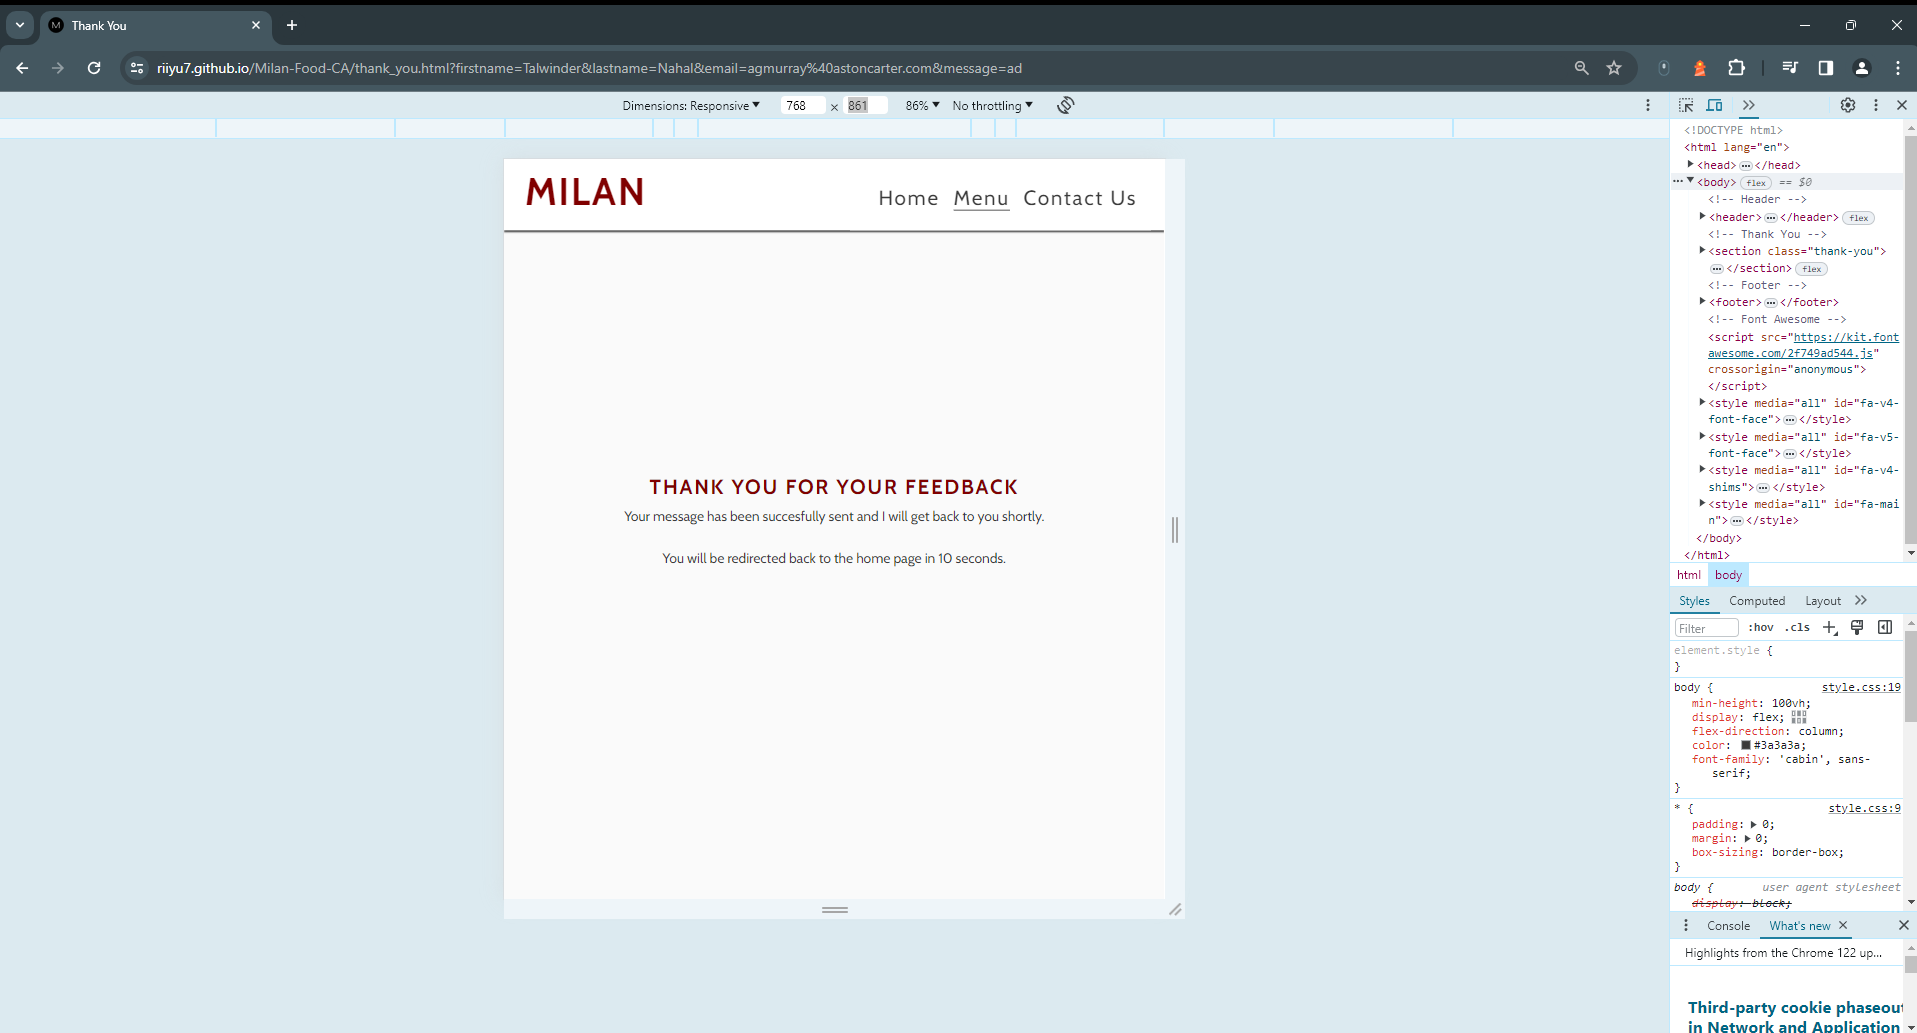 Thank You
riiyu7.github.io/Milan-Food-CA/thank_you.html?firstname=Talwinder&lastname=Nahal&email=agmurray%40astoncarter.com&message=ad
Dimensions: Responsive 768 × 861 86% No throttling
MILAN
Home Menu Contact Us
THANK YOU FOR YOUR FEEDBACK
Your message has been succesfully sent and I will get back to you shortly.
You will be redirected back to the home page in 10 seconds.
<!DOCTYPE html>
<html lang="en">
<head> … </head>
<body> flex == $0
<!-- Header -->
<header> … </header> flex
<!-- Thank You -->
<section class="thank-you">
… </section> flex
<!-- Footer -->
<footer> … </footer>
<!-- Font Awesome -->
<script src="https://kit.font
awesome.com/2f749ad544.js"
crossorigin="anonymous">
</script>
<style media="all" id="fa-v4-
font-face"> … </style>
<style media="all" id="fa-v5-
font-face"> … </style>
<style media="all" id="fa-v4-
shims"> … </style>
<style media="all" id="fa-mai
n"> … </style>
</body>
</html>
html body
Styles Computed Layout
Filter :hov .cls
element.style {
}
body { style.css:19
min-height: 100vh;
display: flex;
flex-direction: column;
color: #3a3a3a;
font-family: 'cabin', sans-
serif;
}
* { style.css:9
padding: 0;
margin: 0;
box-sizing: border-box;
}
body { user agent stylesheet
display: block;
Console What's new
Highlights from the Chrome 122 up...
Third-party cookie phaseout
in Network and Application